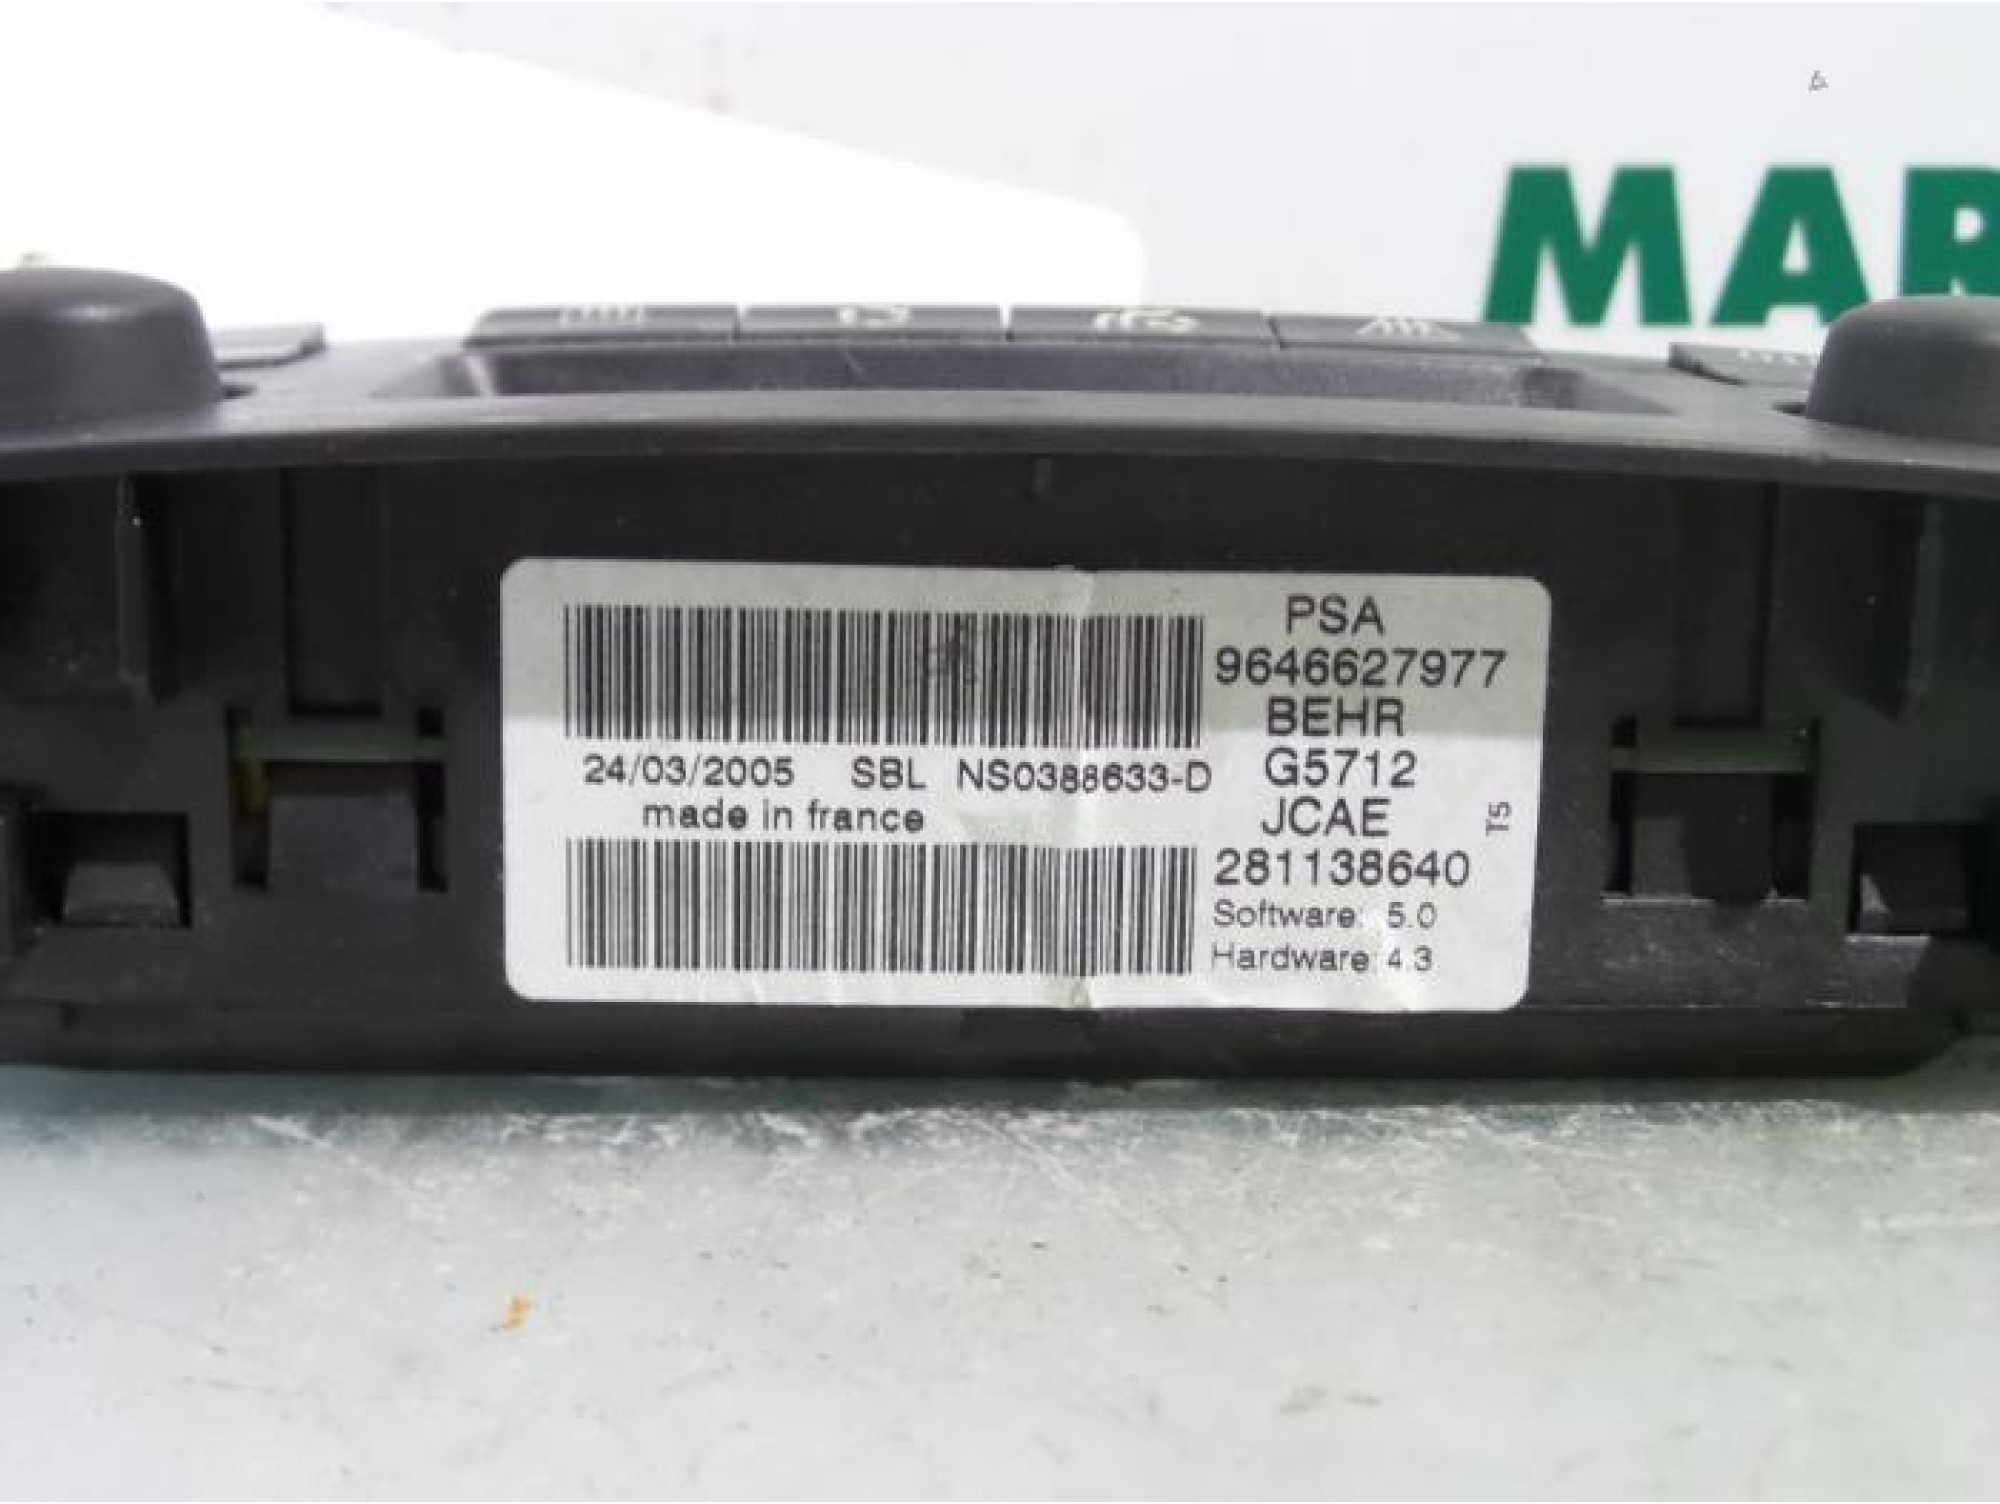 MAR
PSA
9646627977
BEHR
24/03/2005 SBL NS0388633-D G5712
made in france JCAE T5
281138640
Software: 5.0
Hardware: 4.3